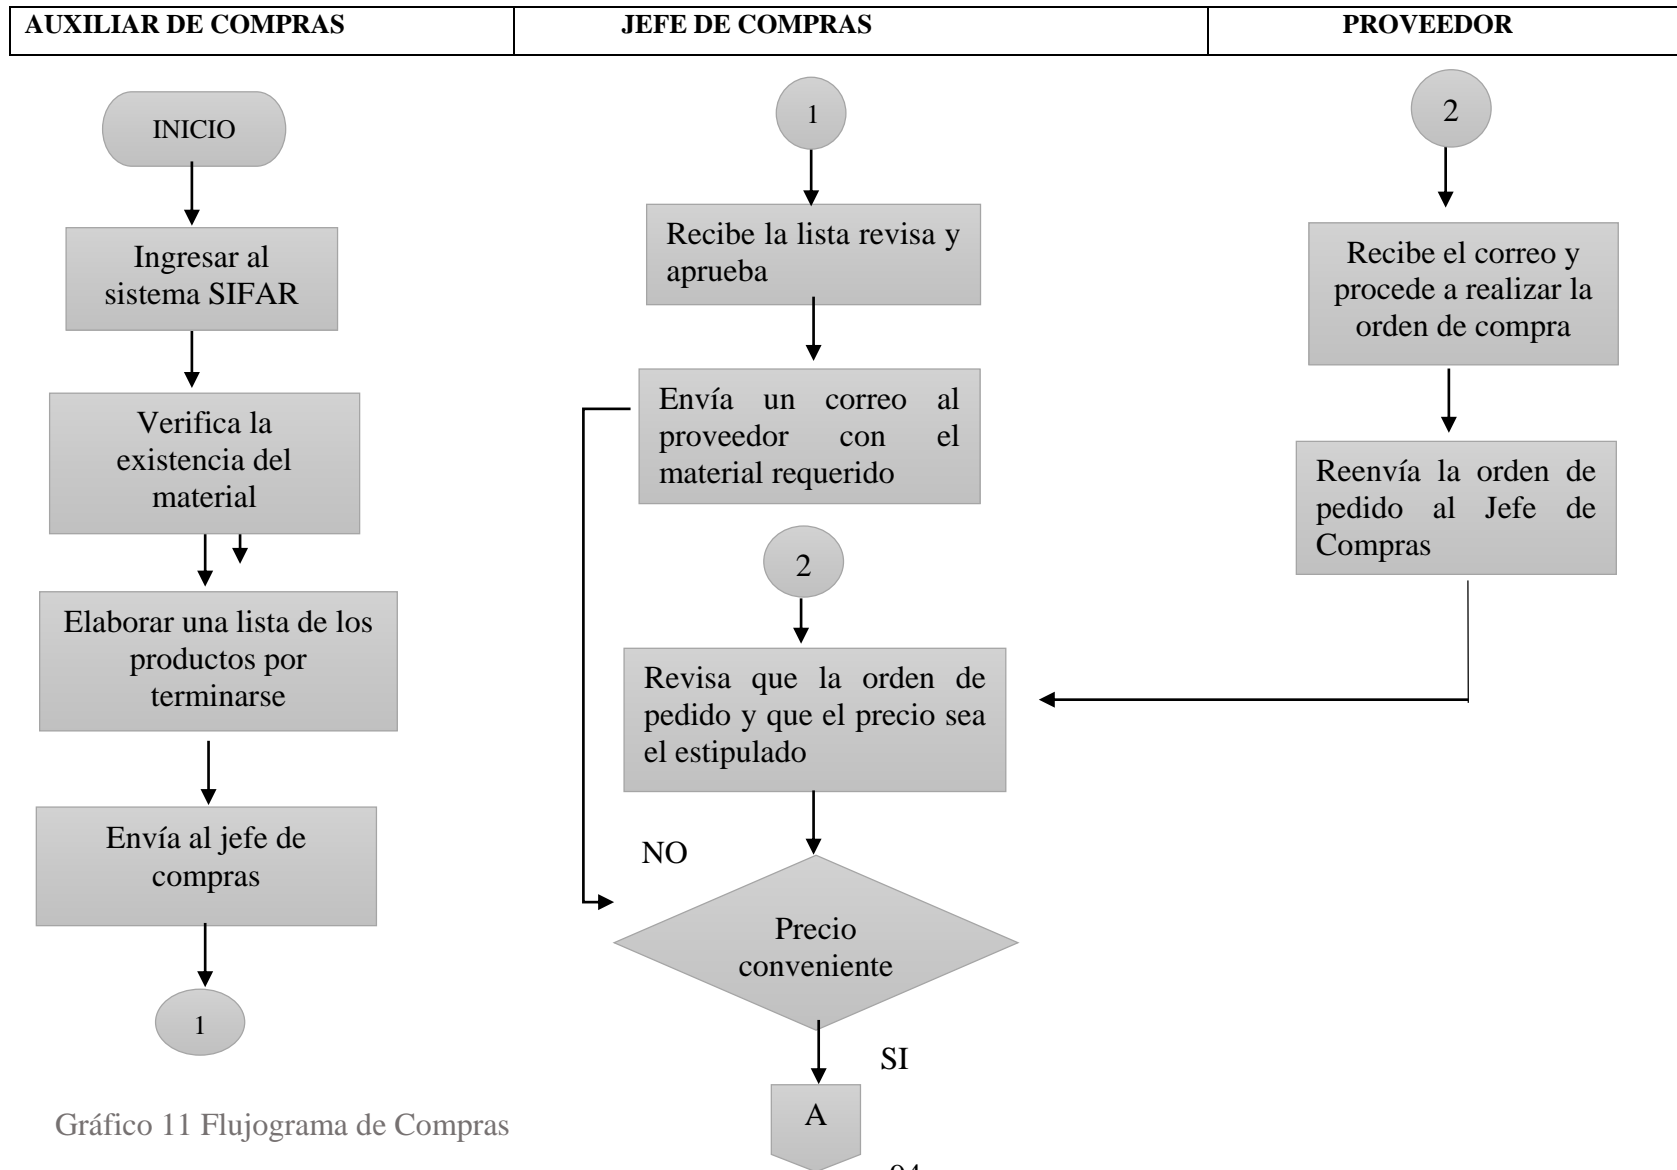 AUXILIAR DE COMPRAS
JEFE DE COMPRAS
PROVEEDOR
INICIO
Ingresar al
sistema SIFAR
Verifica la
existencia del
material
Elaborar una lista de los
productos por
terminarse
Envía al jefe de
compras
1
1
Recibe la lista revisa y
aprueba
Envía un correo al
proveedor con el
material requerido
2
Revisa que la orden de
pedido y que el precio sea
el estipulado
NO
Precio
conveniente
SI
A
2
Recibe el correo y
procede a realizar la
orden de compra
Reenvía la orden de
pedido al Jefe de
Compras
Gráfico 11 Flujograma de Compras